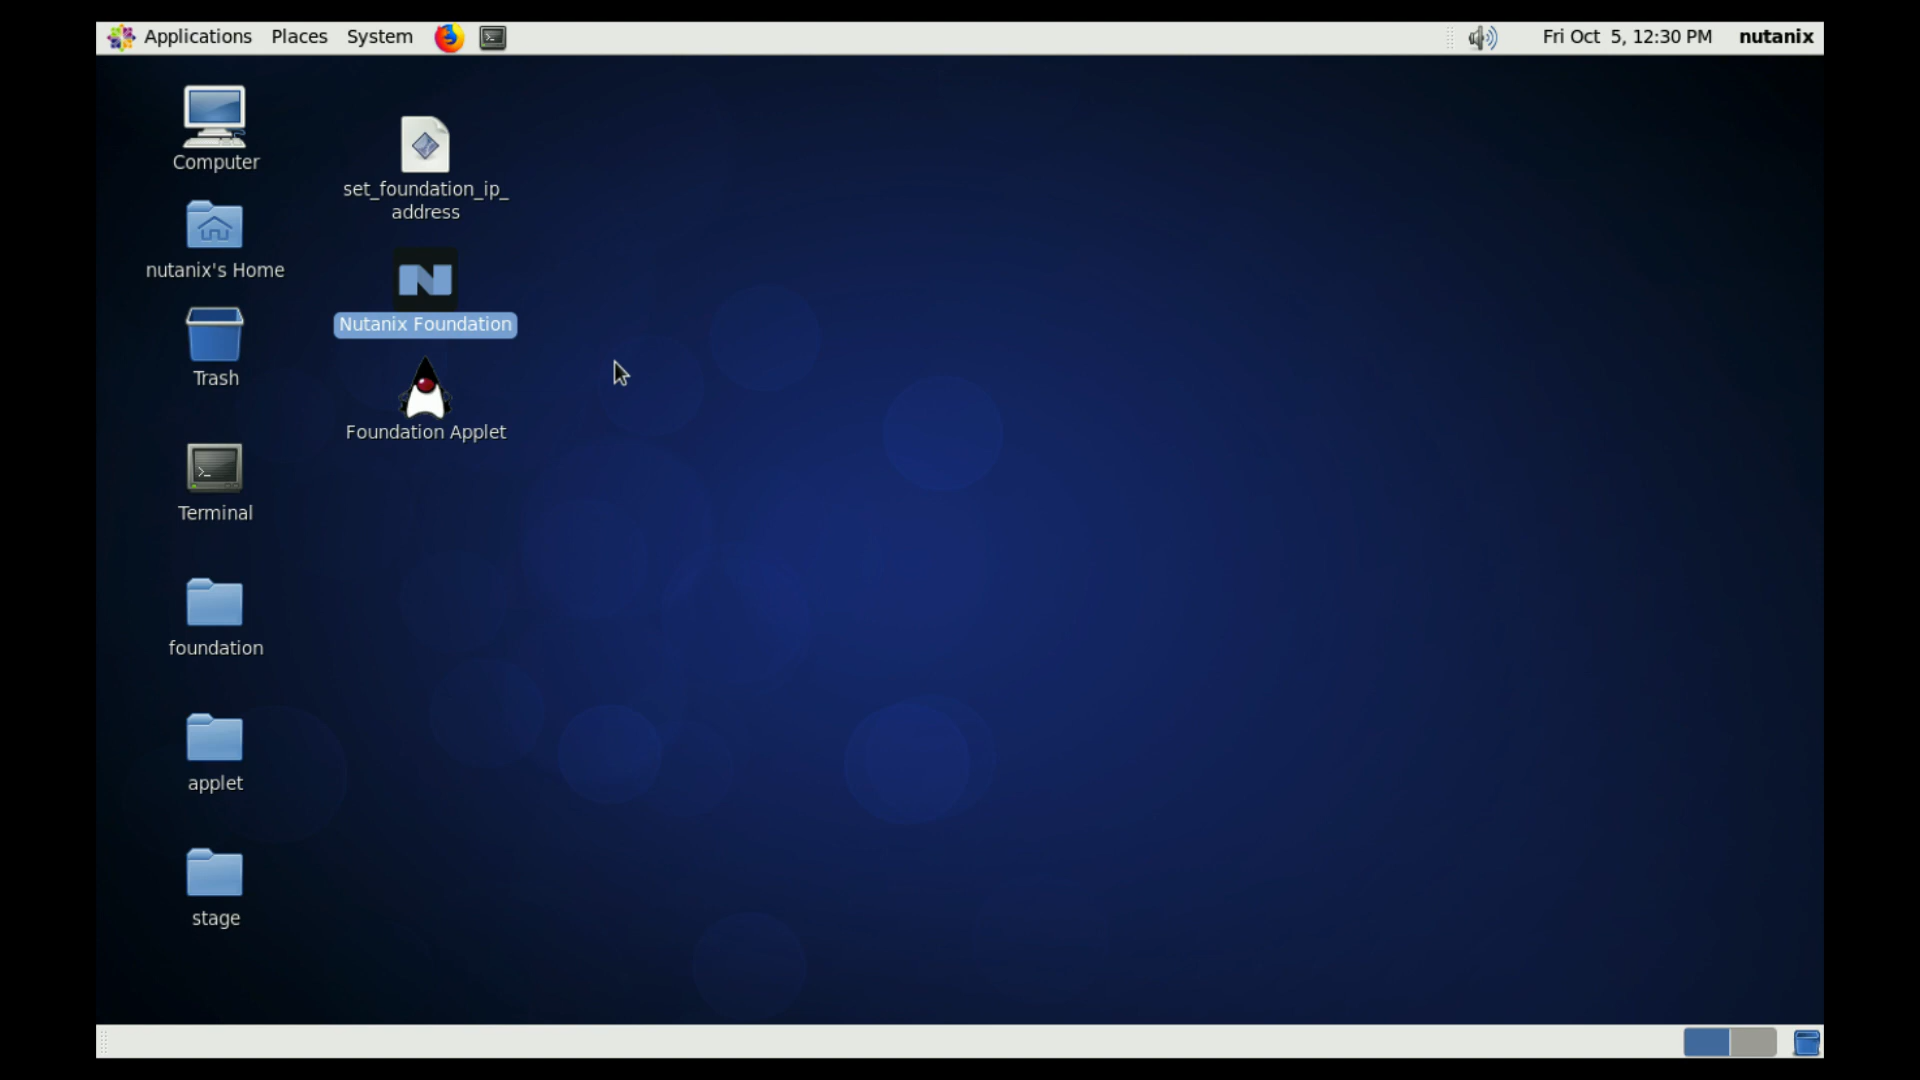 Applications Places System
Fri Oct 5, 12:30 PM nutanix
Computer
nutanix's Home
Trash
Terminal
foundation
applet
stage
set_foundation_ip_
address
Nutanix Foundation
Foundation Applet